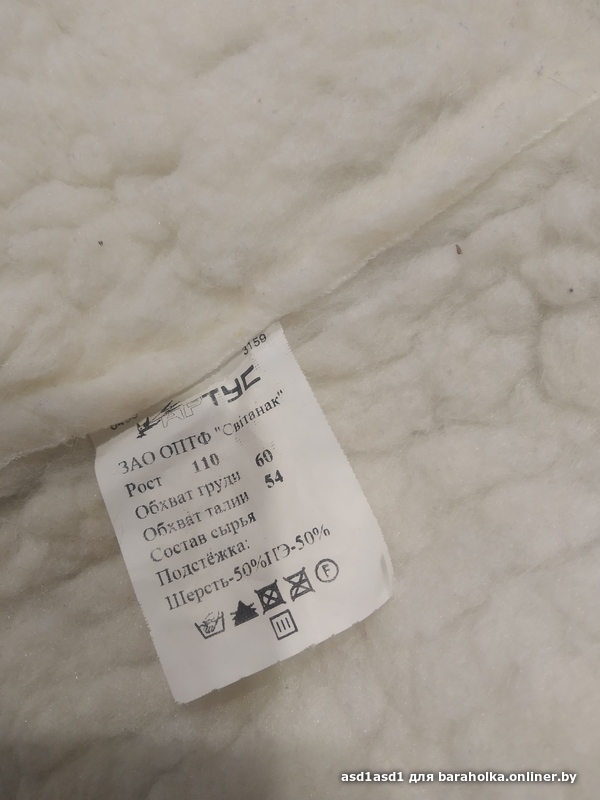 3159
АРТУС
ЗАО ОПТФ "Світанак"
Рост 110
Обхват груди 60
Обхват талии 54
Состав сырья
Подстёжка:
Шерсть-50%ПЭ-50%
F
asd1asd1 для baraholka.onliner.by